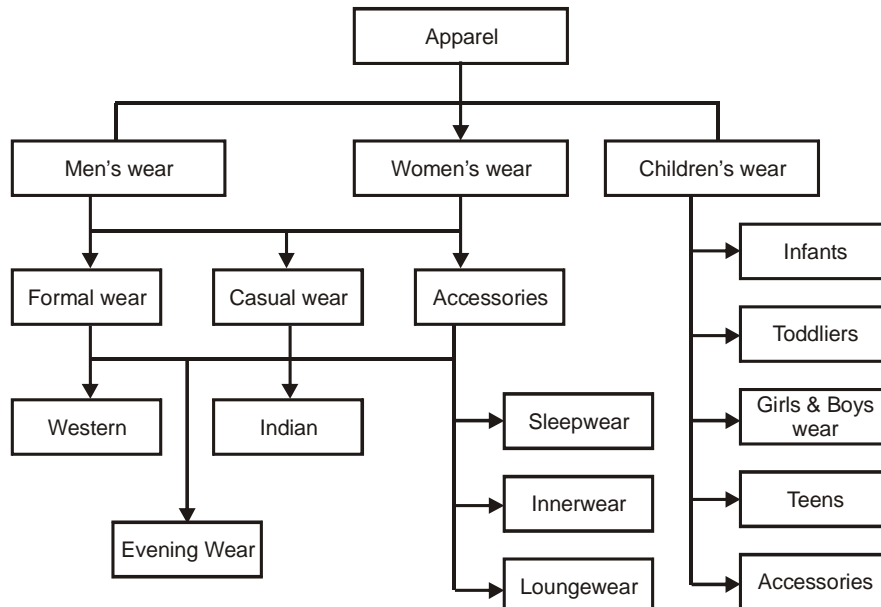 Apparel
Men's wear
Women's wear
Children's wear
Infants
Formal wear
Casual wear
Accessories
Toddliers
Girls & Boys
wear
Western
Indian
Sleepwear
Innerwear
Teens
Evening Wear
Loungewear
Accessories